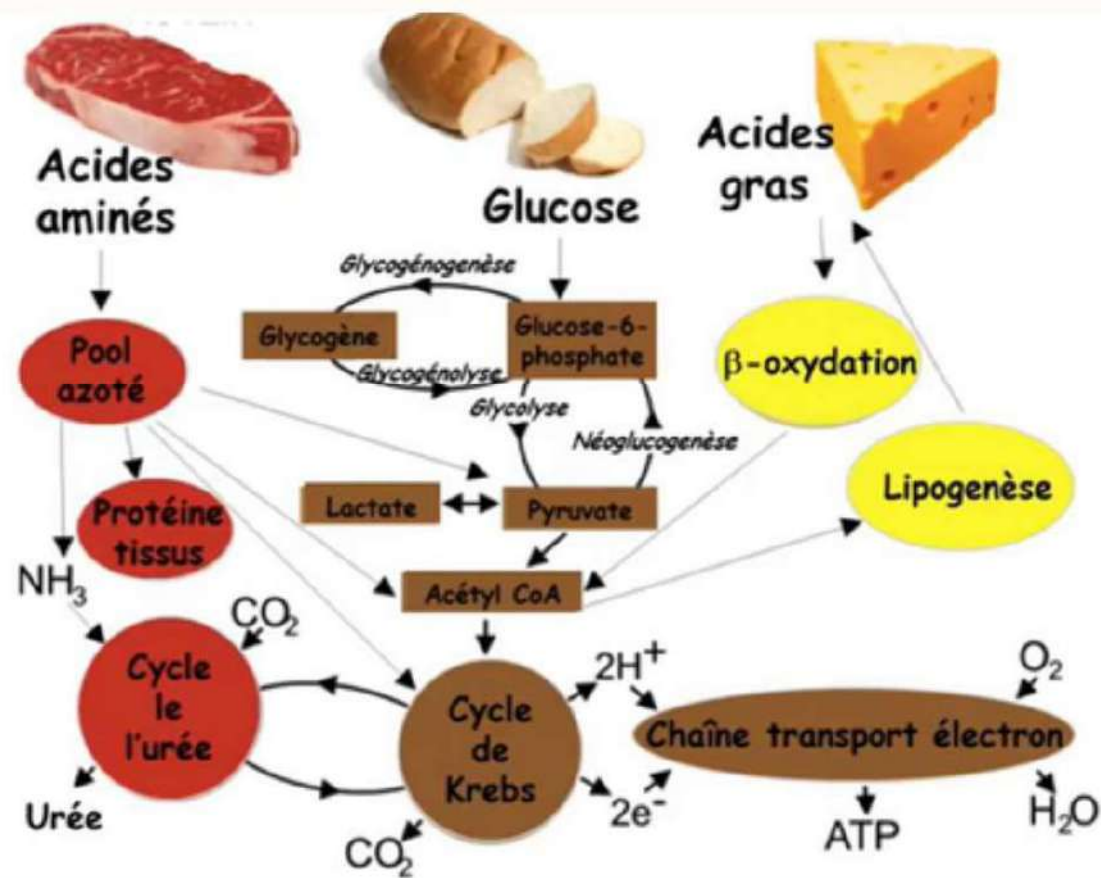 Acides
aminés
Glucose
Acides
gras
Glycogénogenèse
Glycogène
Glucose-6-
phosphate
Glycogénolyse
Pool
azoté
β-oxydation
Glycolyse
Néoglucogenèse
Lipogenèse
Protéine
tissus
Lactate
Pyruvate
NH3
Acétyl CoA
CO2
Cycle
le
l'urée
Cycle
de
Krebs
2H+
O2
Chaîne transport électron
2e-
Urée
CO2
ATP
H2O